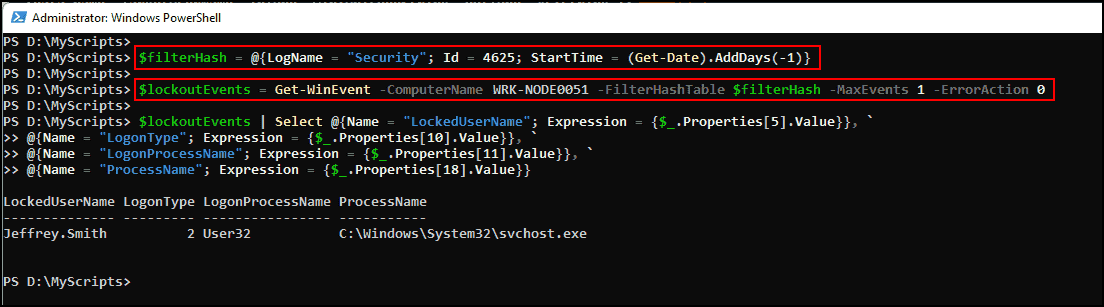 Administrator: Windows PowerShell
PS D:\MyScripts>
PS D:\MyScripts> $filterHash = @{LogName = "Security"; Id = 4625; StartTime = (Get-Date).AddDays(-1)}
PS D:\MyScripts>
PS D:\MyScripts> $lockoutEvents = Get-WinEvent -ComputerName WRK-NODE0051 -FilterHashTable $filterHash -MaxEvents 1 -ErrorAction 0
PS D:\MyScripts>
PS D:\MyScripts> $lockoutEvents | Select @{Name = "LockedUserName"; Expression = {$_.Properties[5].Value}}, `
>> @{Name = "LogonType"; Expression = {$_.Properties[10].Value}}, `
>> @{Name = "LogonProcessName"; Expression = {$_.Properties[11].Value}}, `
>> @{Name = "ProcessName"; Expression = {$_.Properties[18].Value}}
LockedUserName LogonType LogonProcessName ProcessName
-------------- --------- ---------------- -----------
Jeffrey.Smith 2 User32 C:\Windows\System32\svchost.exe
PS D:\MyScripts>